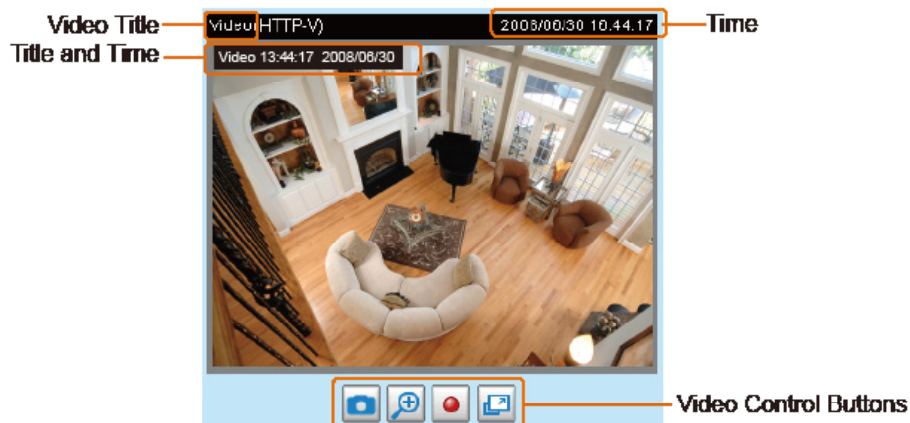 Video Title
Video(HTTP-V)
2008/06/30 16:44:17
Time
Title and Time
Video 13:44:17 2008/06/30
Video Control Buttons